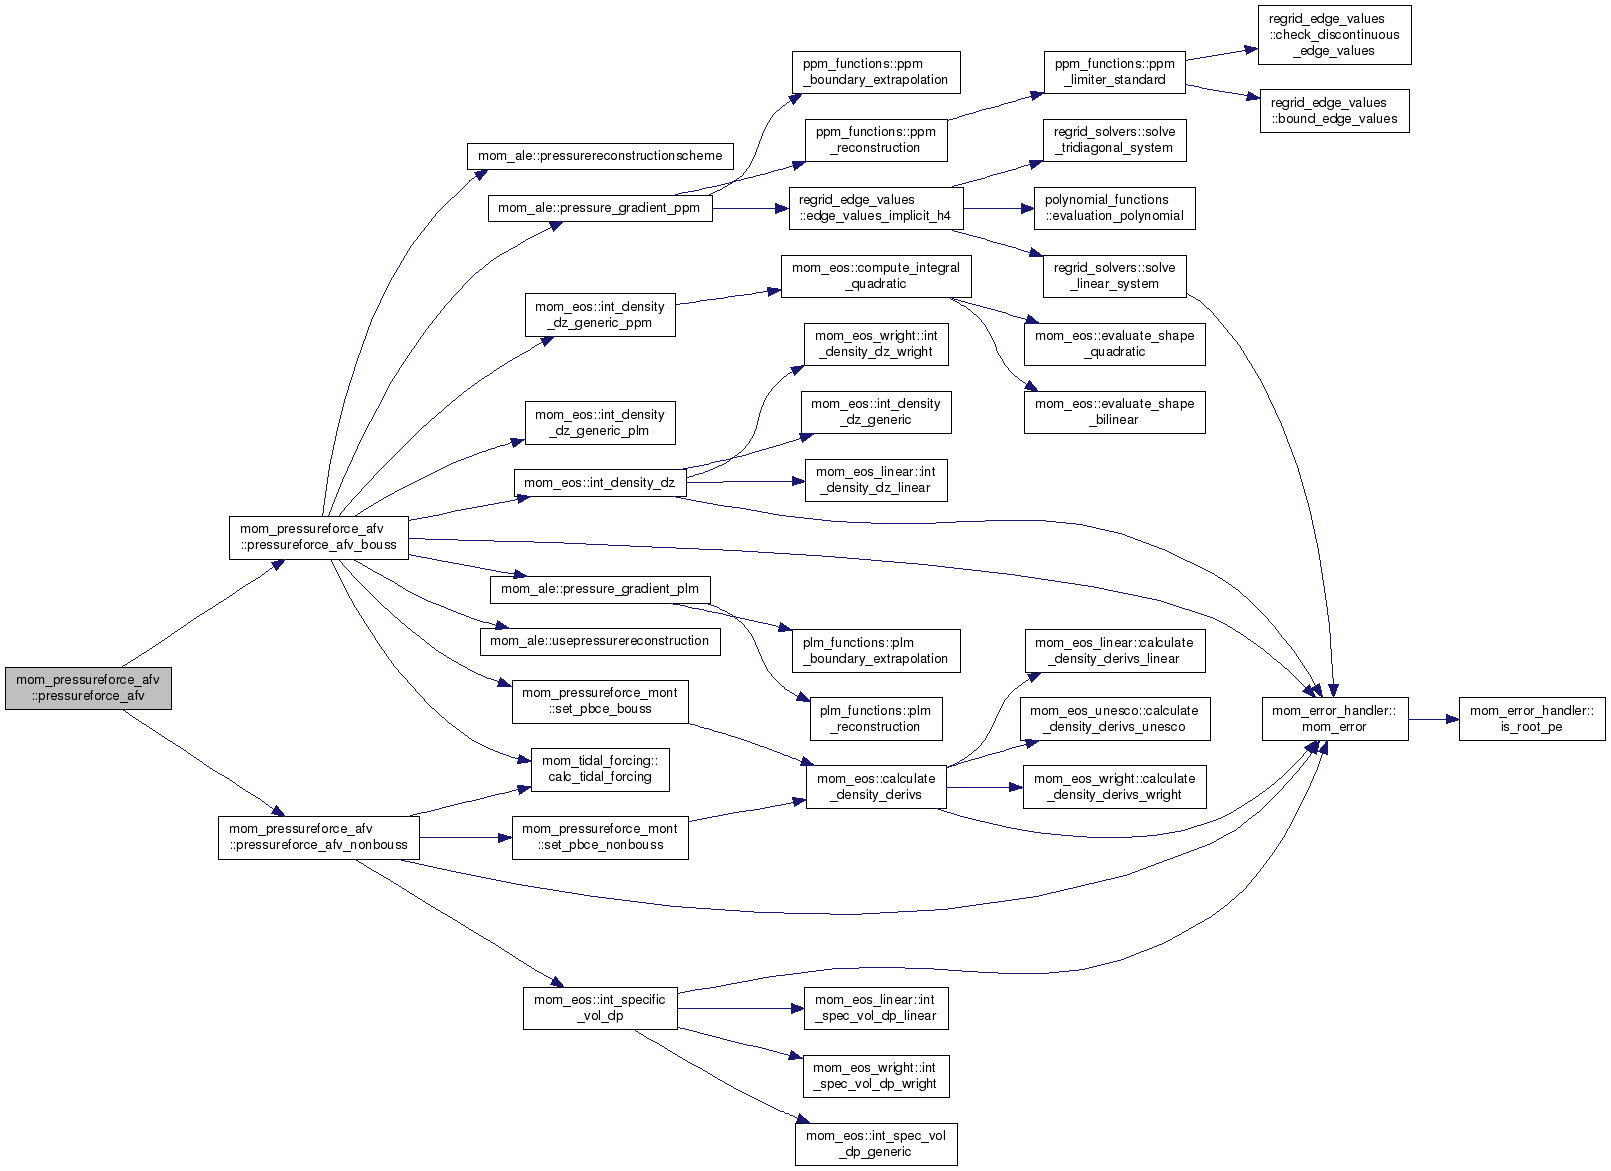 mom_pressureforce_afv
::pressureforce_afv
mom_pressureforce_afv
::pressureforce_afv_bouss
mom_pressureforce_afv
::pressureforce_afv_nonbouss
mom_ale::pressurereconstructionscheme
mom_ale::pressure_gradient_ppm
mom_eos::int_density
_dz_generic_ppm
mom_eos::int_density
_dz_generic_plm
mom_eos::int_density_dz
mom_ale::pressure_gradient_plm
mom_ale::usepressurereconstruction
mom_pressureforce_mont
::set_pbce_bouss
mom_tidal_forcing::
calc_tidal_forcing
mom_pressureforce_mont
::set_pbce_nonbouss
mom_eos::int_specific
_vol_dp
ppm_functions::ppm
_boundary_extrapolation
ppm_functions::ppm
_reconstruction
regrid_edge_values
::edge_values_implicit_h4
mom_eos::compute_integral
_quadratic
mom_eos_wright::int
_density_dz_wright
mom_eos::int_density
_dz_generic
mom_eos_linear::int
_density_dz_linear
plm_functions::plm
_boundary_extrapolation
plm_functions::plm
_reconstruction
mom_eos::calculate
_density_derivs
mom_eos_linear::int
_spec_vol_dp_linear
mom_eos_wright::int
_spec_vol_dp_wright
mom_eos::int_spec_vol
_dp_generic
ppm_functions::ppm
_limiter_standard
regrid_solvers::solve
_tridiagonal_system
polynomial_functions
::evaluation_polynomial
regrid_solvers::solve
_linear_system
mom_eos::evaluate_shape
_quadratic
mom_eos::evaluate_shape
_bilinear
mom_eos_linear::calculate
_density_derivs_linear
mom_eos_unesco::calculate
_density_derivs_unesco
mom_eos_wright::calculate
_density_derivs_wright
regrid_edge_values
::check_discontinuous
_edge_values
regrid_edge_values
::bound_edge_values
mom_error_handler::
mom_error
mom_error_handler::
is_root_pe